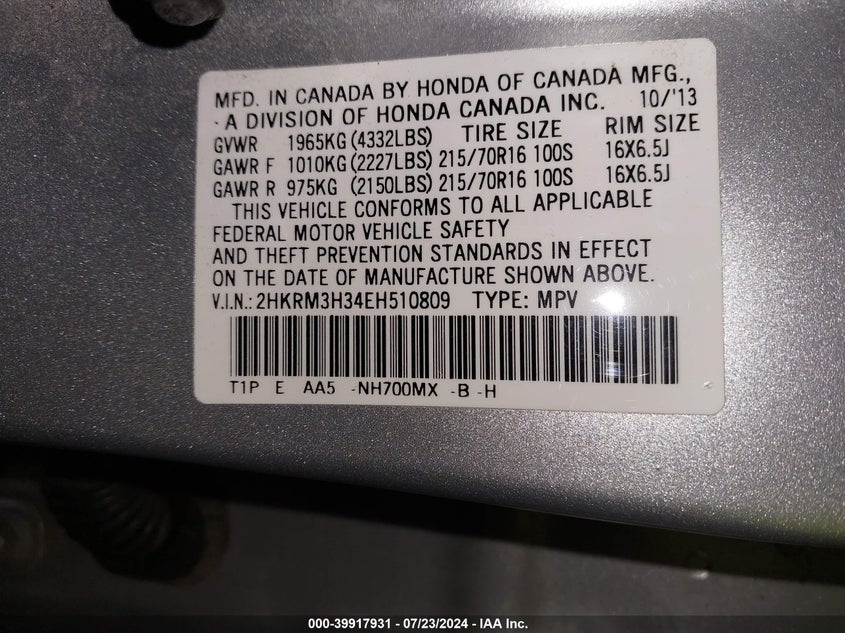 MFD. IN CANADA BY HONDA OF CANADA MFG.,
A DIVISION OF HONDA CANADA INC. 10/'13
GVWR 1965KG (4332LBS) TIRE SIZE RIM SIZE
GAWR F 1010KG (2227LBS) 215/70R16 100S 16X6.5J
GAWR R 975KG (2150LBS) 215/70R16 100S 16X6.5J
THIS VEHICLE CONFORMS TO ALL APPLICABLE
FEDERAL MOTOR VEHICLE SAFETY
AND THEFT PREVENTION STANDARDS IN EFFECT
ON THE DATE OF MANUFACTURE SHOWN ABOVE.
V.I.N.: 2HKRM3H34EH510809 TYPE: MPV
T1P E AA5 -NH700MX -B -H
000-39917931 - 07/23/2024 - IAA Inc.